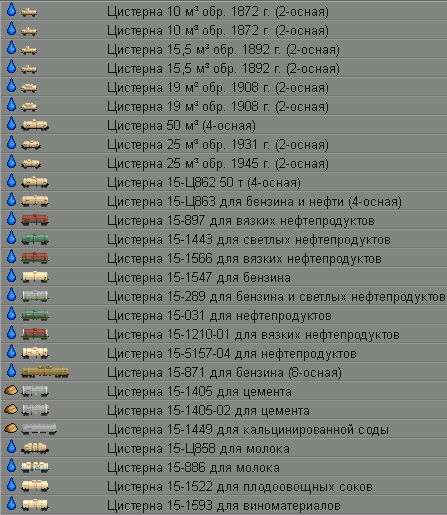 Цистерна 10 м³ обр. 1872 г. (2-осная)
Цистерна 10 м³ обр. 1872 г. (2-осная)
Цистерна 15,5 м³ обр. 1892 г. (2-осная)
Цистерна 15,5 м³ обр. 1892 г. (2-осная)
Цистерна 19 м³ обр. 1908 г. (2-осная)
Цистерна 19 м³ обр. 1908 г. (2-осная)
Цистерна 50 м³ (4-осная)
Цистерна 25 м³ обр. 1931 г. (2-осная)
Цистерна 25 м³ обр. 1945 г. (2-осная)
Цистерна 15-Ц862 50 т (4-осная)
Цистерна 15-Ц863 для бензина и нефти (4-осная)
Цистерна 15-897 для вязких нефтепродуктов
Цистерна 15-1443 для светлых нефтепродуктов
Цистерна 15-1566 для вязких нефтепродуктов
Цистерна 15-1547 для бензина
Цистерна 15-289 для бензина и светлых нефтепродуктов
Цистерна 15-031 для нефтепродуктов
Цистерна 15-1210-01 для вязких нефтепродуктов
Цистерна 15-5157-04 для нефтепродуктов
Цистерна 15-871 для бензина (8-осная)
Цистерна 15-1405 для цемента
Цистерна 15-1405-02 для цемента
Цистерна 15-1449 для кальцинированной соды
Цистерна 15-Ц858 для молока
Цистерна 15-886 для молока
Цистерна 15-1522 для плодоовощных соков
Цистерна 15-1593 для виноматериалов